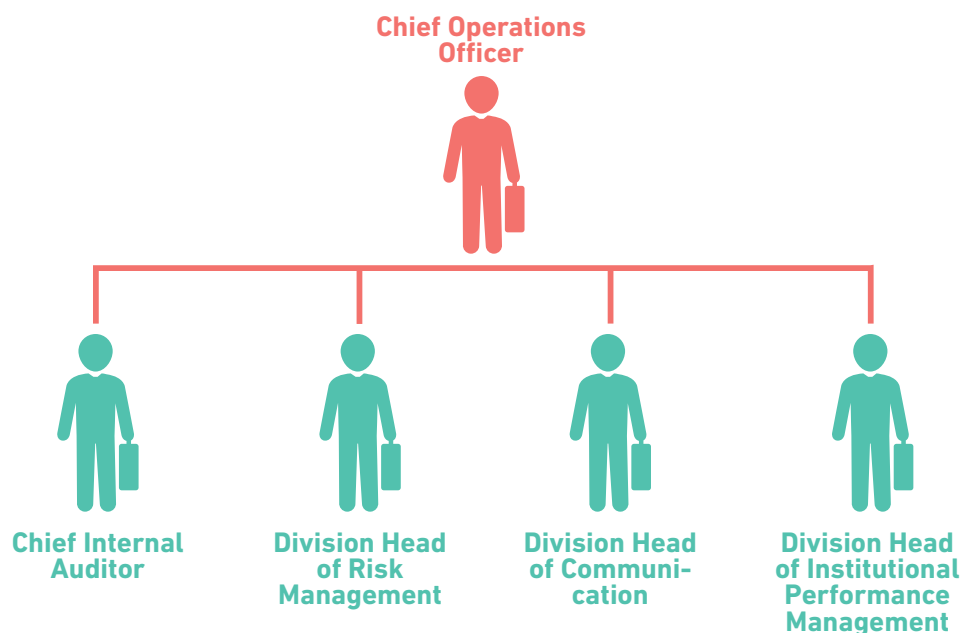 Chief Operations
Officer
Chief Internal
Auditor
Division Head
of Risk
Management
Division Head
of Communi-
cation
Division Head
of Institutional
Performance
Management